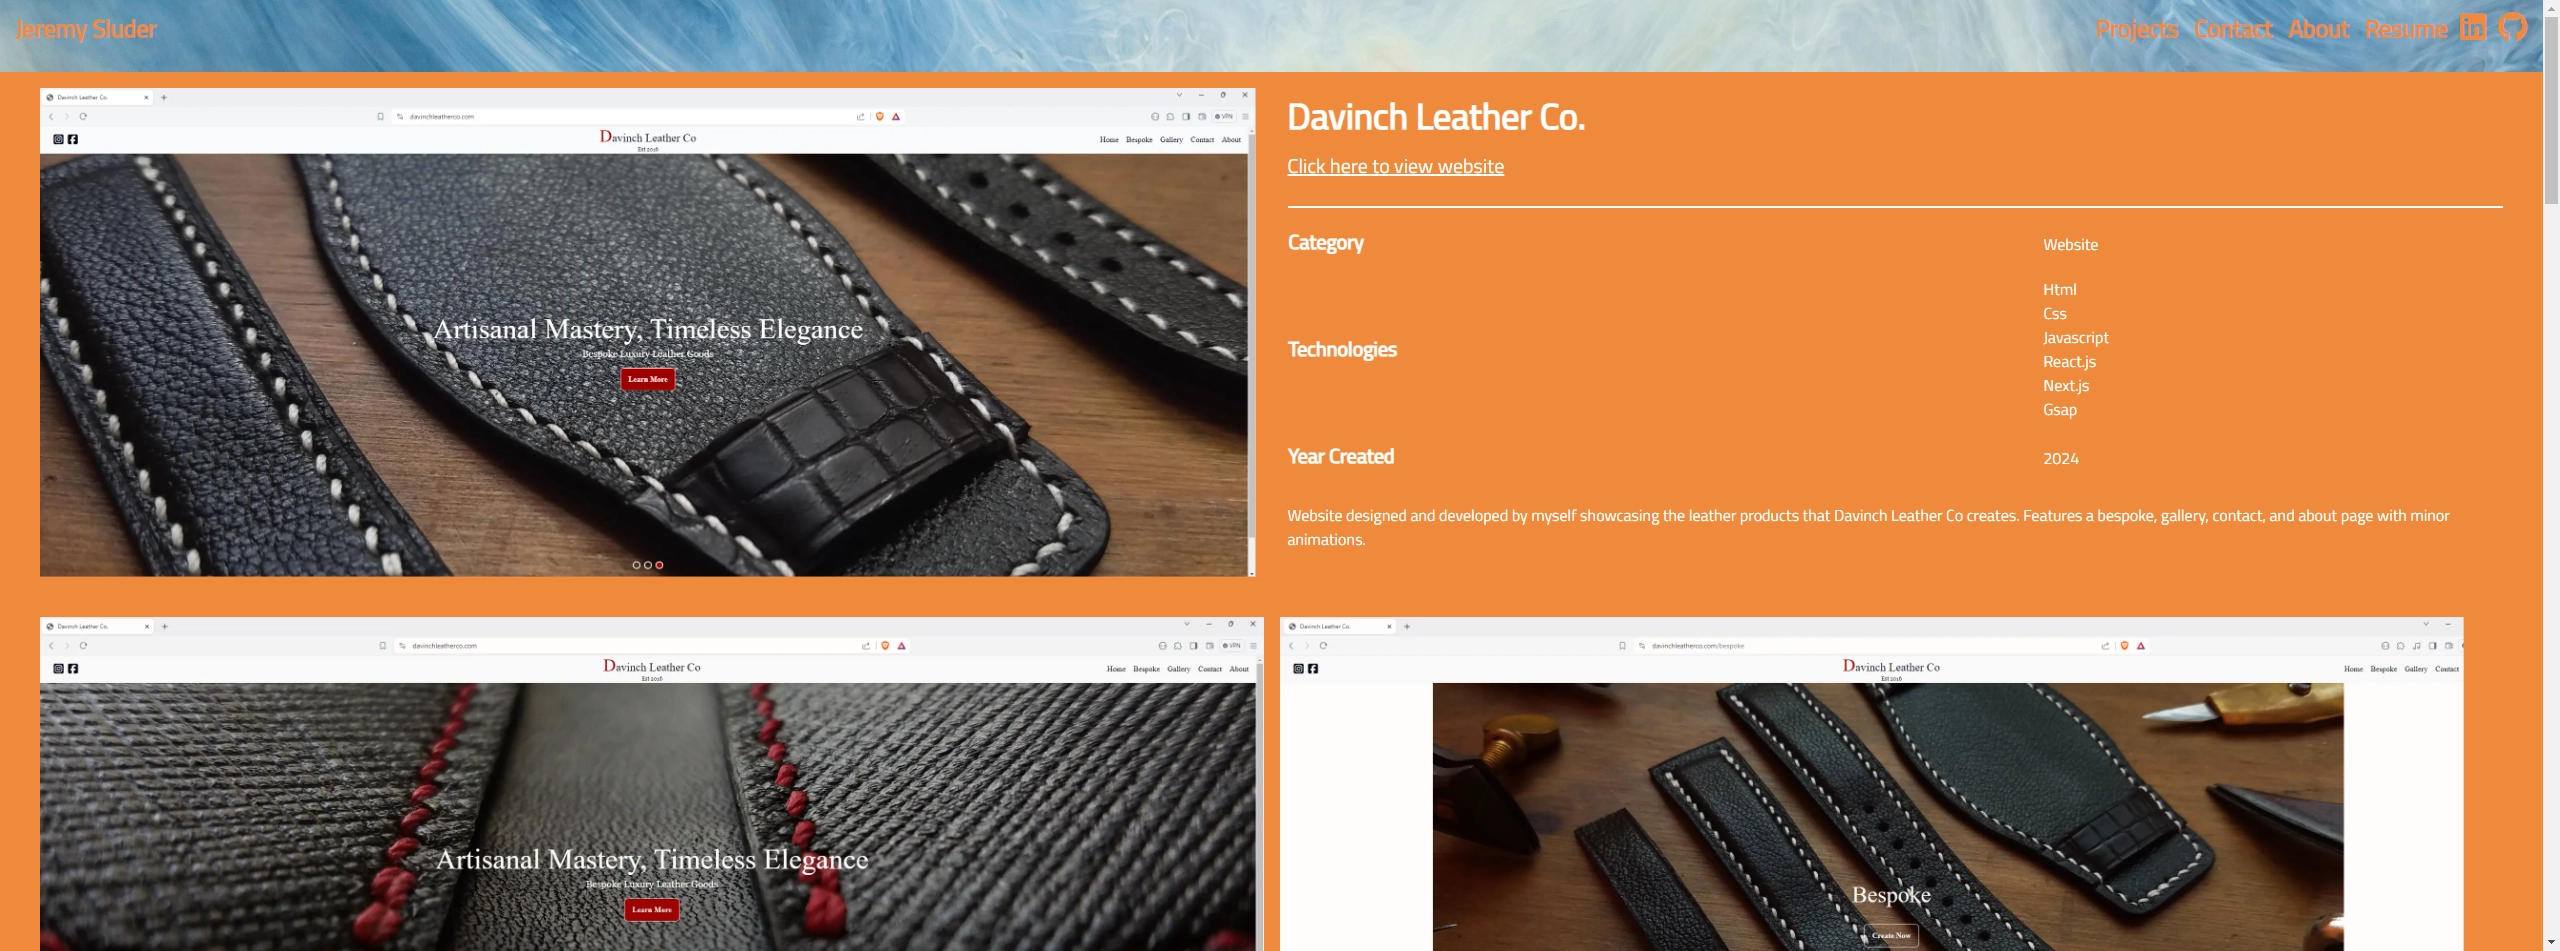 Jeremy Sluder
Projects Contact About Resume
Davinch Leather Co.
davinchleatherco.com
VPN
Davinch Leather Co
Est 2016
Home Bespoke Gallery Contact About
Artisanal Mastery, Timeless Elegance
Bespoke Luxury Leather Goods
Learn More
Davinch Leather Co.
Click here to view website
Category
Website
Technologies
Html
Css
Javascript
React.js
Next.js
Gsap
Year Created
2024
Website designed and developed by myself showcasing the leather products that Davinch Leather Co creates. Features a bespoke, gallery, contact, and about page with minor
animations.
Davinch Leather Co.
davinchleatherco.com
VPN
Davinch Leather Co
Est 2016
Home Bespoke Gallery Contact About
Artisanal Mastery, Timeless Elegance
Bespoke Luxury Leather Goods
Learn More
Davinch Leather Co.
davinchleatherco.com/bespoke
Davinch Leather Co
Est 2016
Home Bespoke Gallery Contact
Bespoke
Create Now